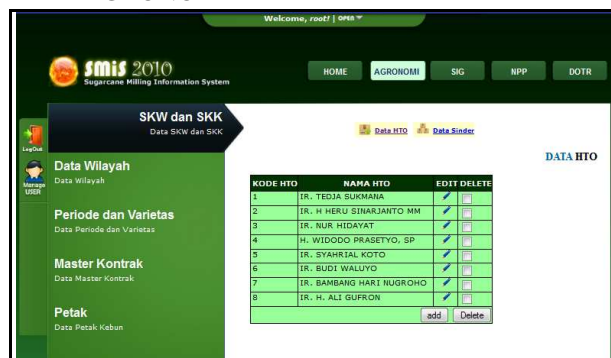 Welcome, root! | OPEN
SMIS 2010
Sugarcane Milling Information System
HOME AGRONOMI SIG NPP DOTR
LogOut
Manage USER
SKW dan SKK
Data SKW dan SKK
Data Wilayah
Data Wilayah
Periode dan Varietas
Data Periode dan Varietas
Master Kontrak
Data Master Kontrak
Petak
Data Petak Kebun
Data HTO Data Sinder
DATA HTO
KODE HTO NAMA HTO EDIT DELETE
1 IR. TEDJA SUKMANA
2 IR. H HERU SINARJANTO MM
3 IR. NUR HIDAYAT
4 H. WIDODO PRASETYO, SP
5 IR. SYAHRIAL KOTO
6 IR. BUDI WALUYO
7 IR. BAMBANG HARI NUGROHO
8 IR. H. ALI GUFRON
add Delete